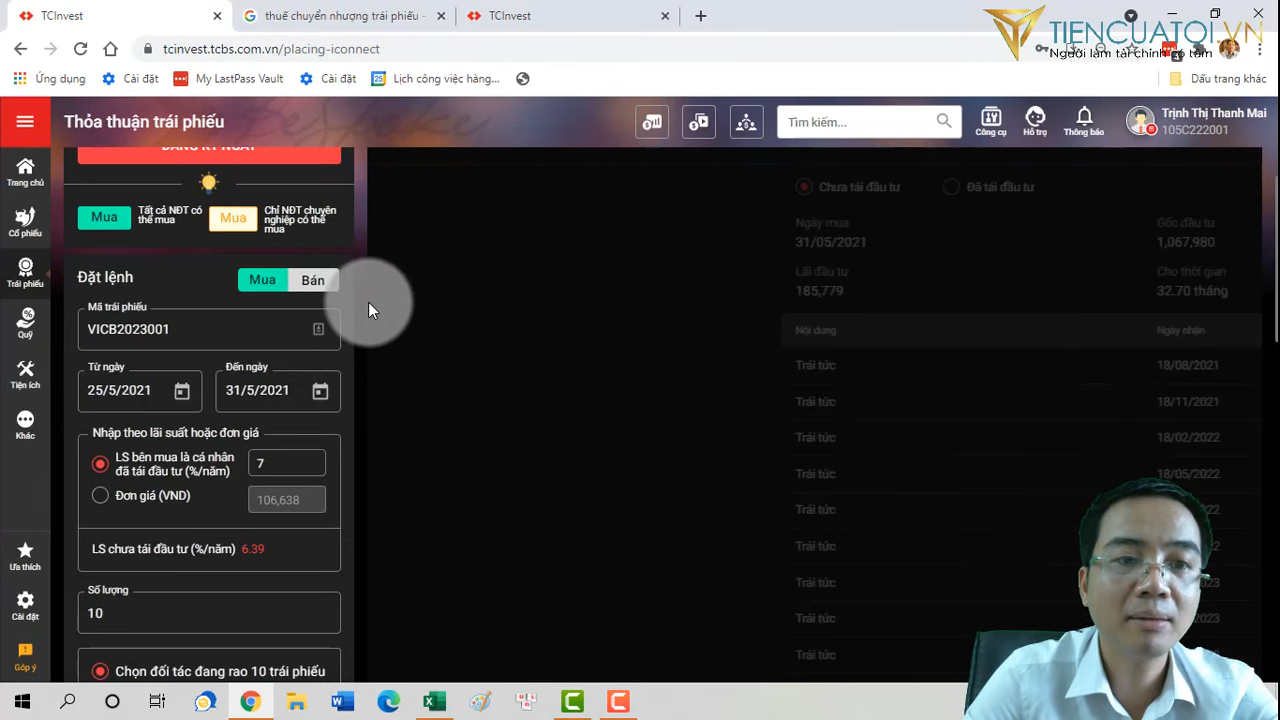 TCInvest
thuế chuyển nhượng trái phiếu -
TCInvest
TIENCUATOI.VN
Người làm tài chính có tâm
tcinvest.tcbs.com.vn/placing-iconnect
Ứng dụng
Cài đặt
My LastPass Vault
Cài đặt
Lịch công việc hàng...
Dấu trang khác
Thỏa thuận trái phiếu
Tìm kiếm...
Công cụ
Hỗ trợ
Thông báo
Trịnh Thị Thanh Mai
105C222001
Trang chủ
Cổ phiếu
Trái phiếu
Quỹ
Tiện ích
Khác
Ưa thích
Cài đặt
Góp ý
ĐĂNG KÝ NGAY
Mua
Tất cả NĐT có
thể mua
Mua
Chỉ NĐT chuyên
nghiệp có thể
mua
Đặt lệnh
Mua
Bán
Mã trái phiếu
VICB2023001
Từ ngày
25/5/2021
Đến ngày
31/5/2021
Nhập theo lãi suất hoặc đơn giá
LS bên mua là cá nhân
đã tái đầu tư (%/năm)
7
Đơn giá (VND)
106,638
LS chưa tái đầu tư (%/năm) 6.39
Số lượng
10
Chọn đối tác đang rao 10 trái phiếu
Chưa tái đầu tư
Đã tái đầu tư
Ngày mua
31/05/2021
Gốc đầu tư
1,067,980
Lãi đầu tư
185,779
Cho thời gian
32.70 tháng
Nội dung
Ngày nhận
Trái tức
18/08/2021
Trái tức
18/11/2021
Trái tức
18/02/2022
Trái tức
18/05/2022
Trái tức
Trái tức
Trái tức
Trái tức
Trái tức